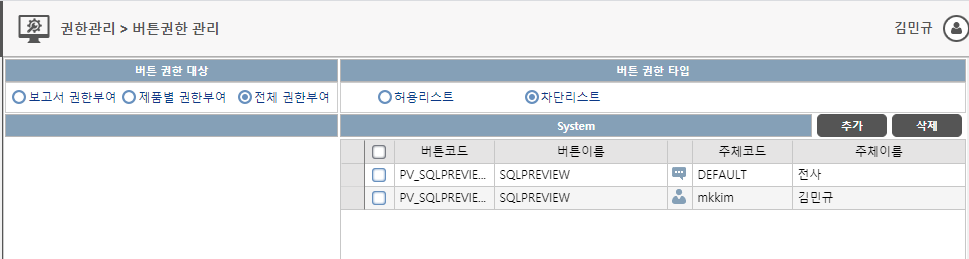 권한관리 > 버튼권한 관리
김민규
버튼 권한 대상
버튼 권한 타입
보고서 권한부여 제품별 권한부여 전체 권한부여
허용리스트 차단리스트
System 추가 삭제
버튼코드 버튼이름 주체코드 주체이름
PV_SQLPREVIE... SQLPREVIEW DEFAULT 전사
PV_SQLPREVIE... SQLPREVIEW mkkim 김민규